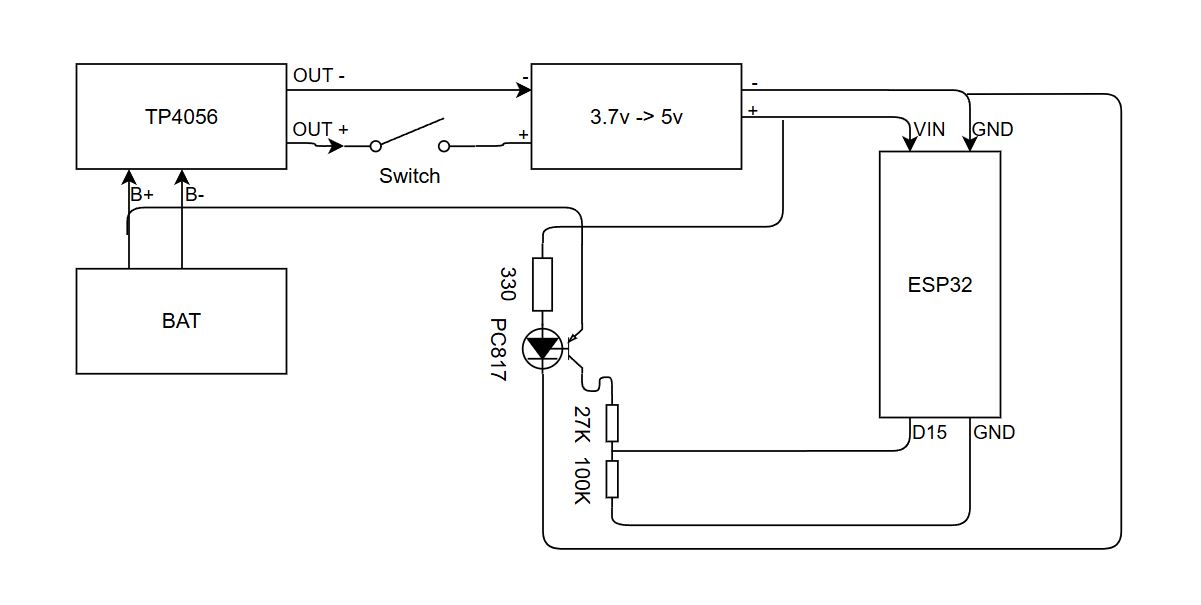 OUT -
TP4056
OUT +
Switch
-
+
3.7v -> 5v
-
+
VIN
GND
B+
B-
BAT
330
PC817
27K
100K
ESP32
D15
GND